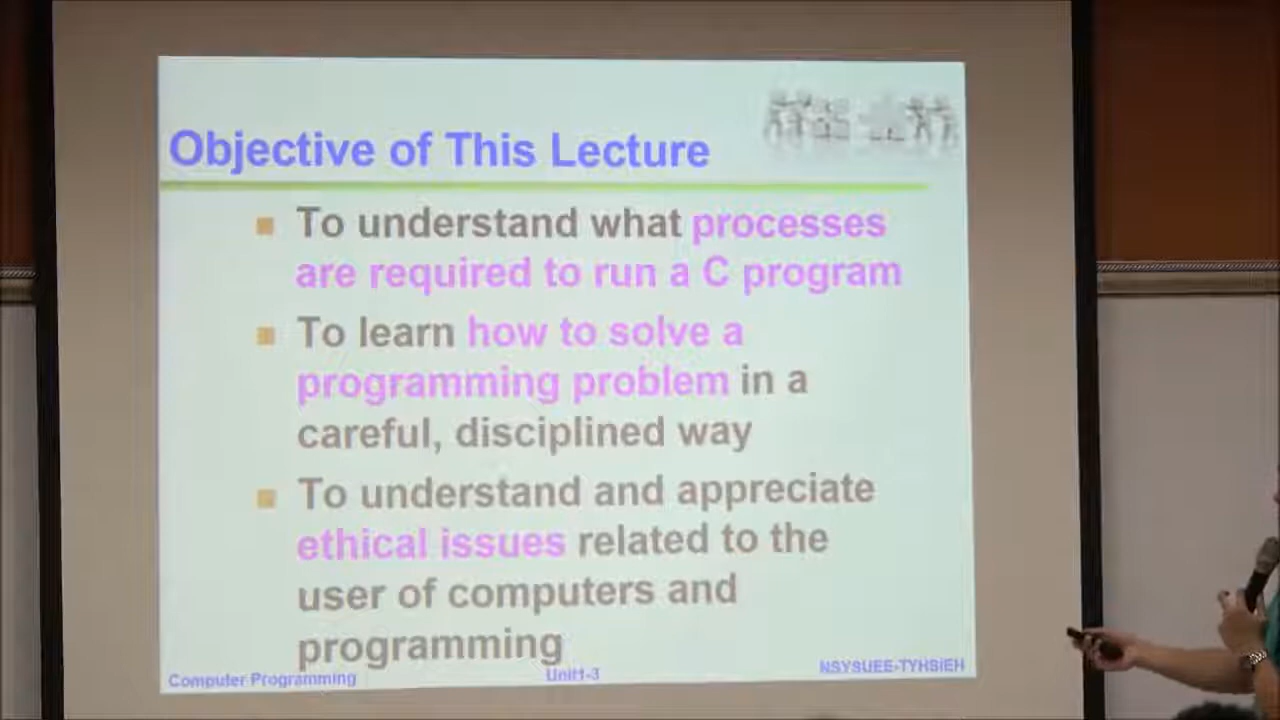 Objective of This Lecture
To understand what processes
are required to run a C program
To learn how to solve a
programming problem in a
careful, disciplined way
To understand and appreciate
ethical issues related to the
user of computers and
programming
Computer Programming
Unit1-3
NSYSUEE-TYHSIEH